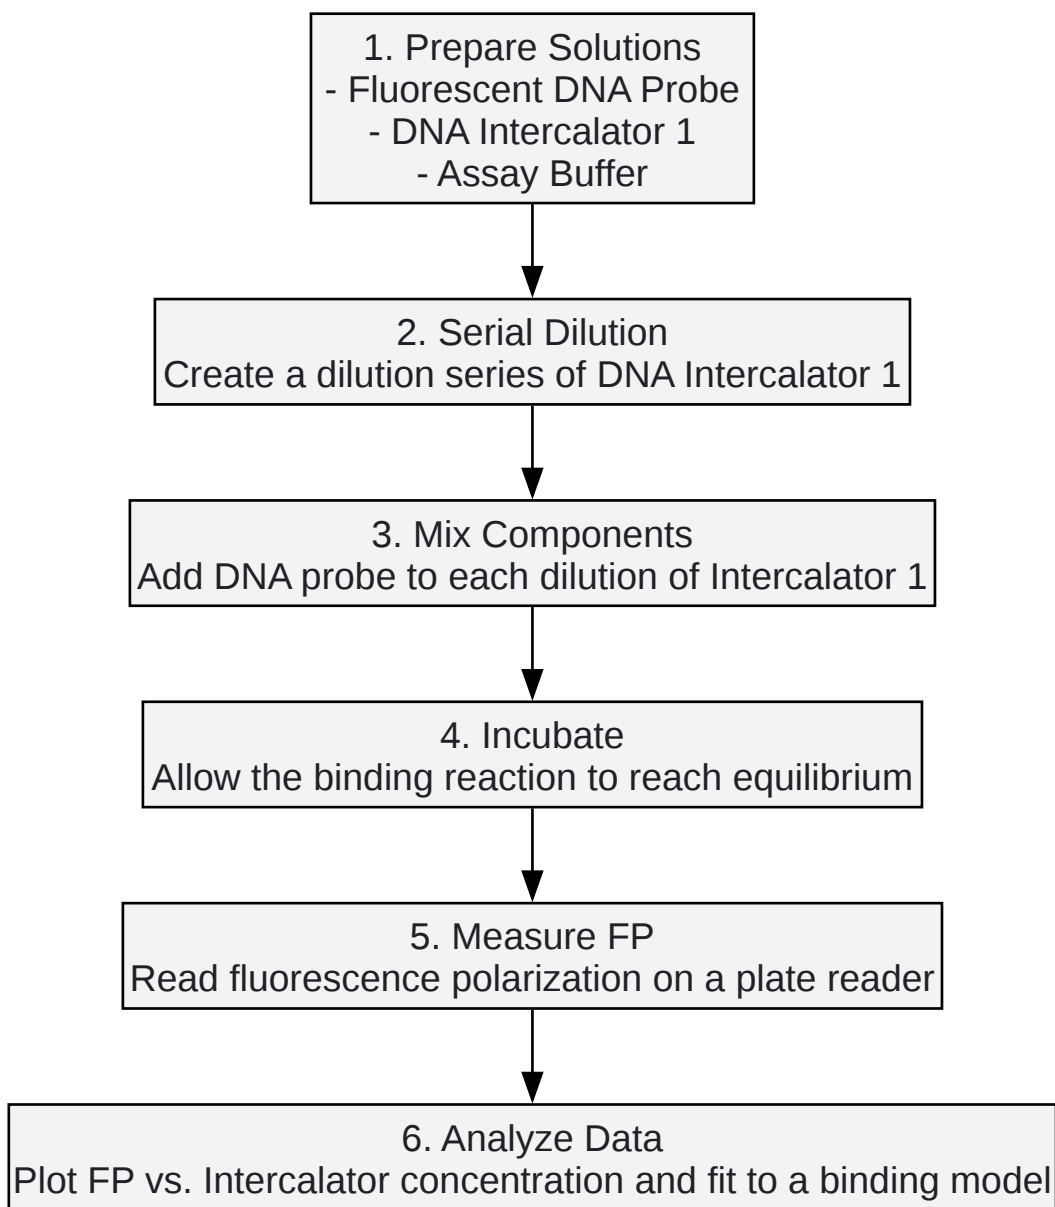 1. Prepare Solutions
- Fluorescent DNA Probe
- DNA Intercalator 1
- Assay Buffer
2. Serial Dilution
Create a dilution series of DNA Intercalator 1
3. Mix Components
Add DNA probe to each dilution of Intercalator 1
4. Incubate
Allow the binding reaction to reach equilibrium
5. Measure FP
Read fluorescence polarization on a plate reader
6. Analyze Data
Plot FP vs. Intercalator concentration and fit to a binding model